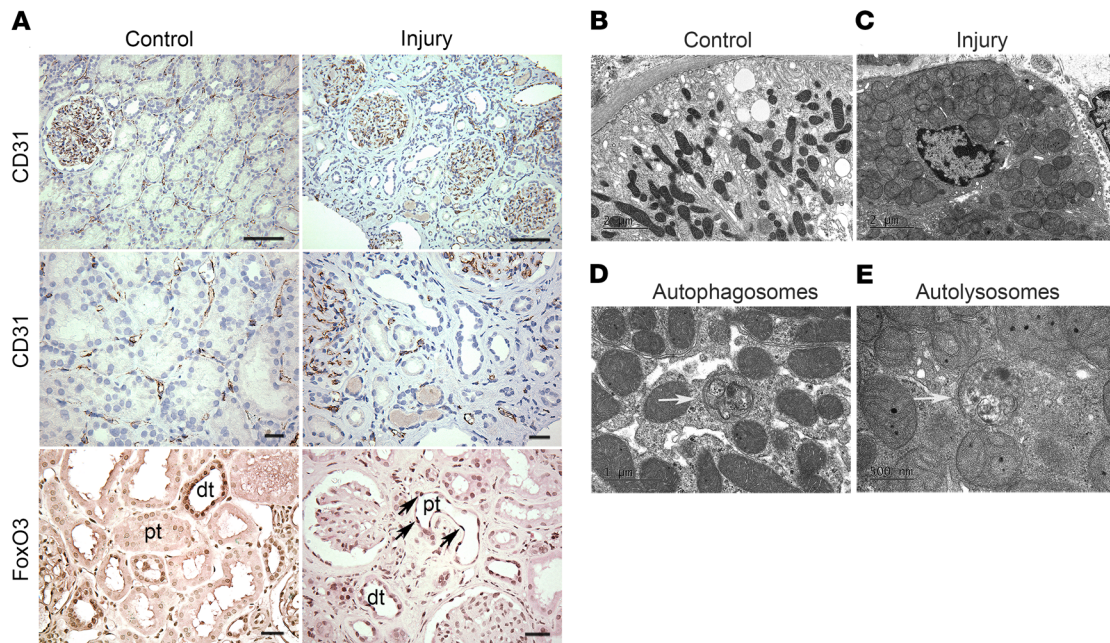 A
Control
Injury
CD31
CD31
FoxO3
dt
pt
pt
dt
B
Control
2 µm
C
Injury
2 µm
D
Autophagosomes
1 µm
E
Autolysosomes
500 nm